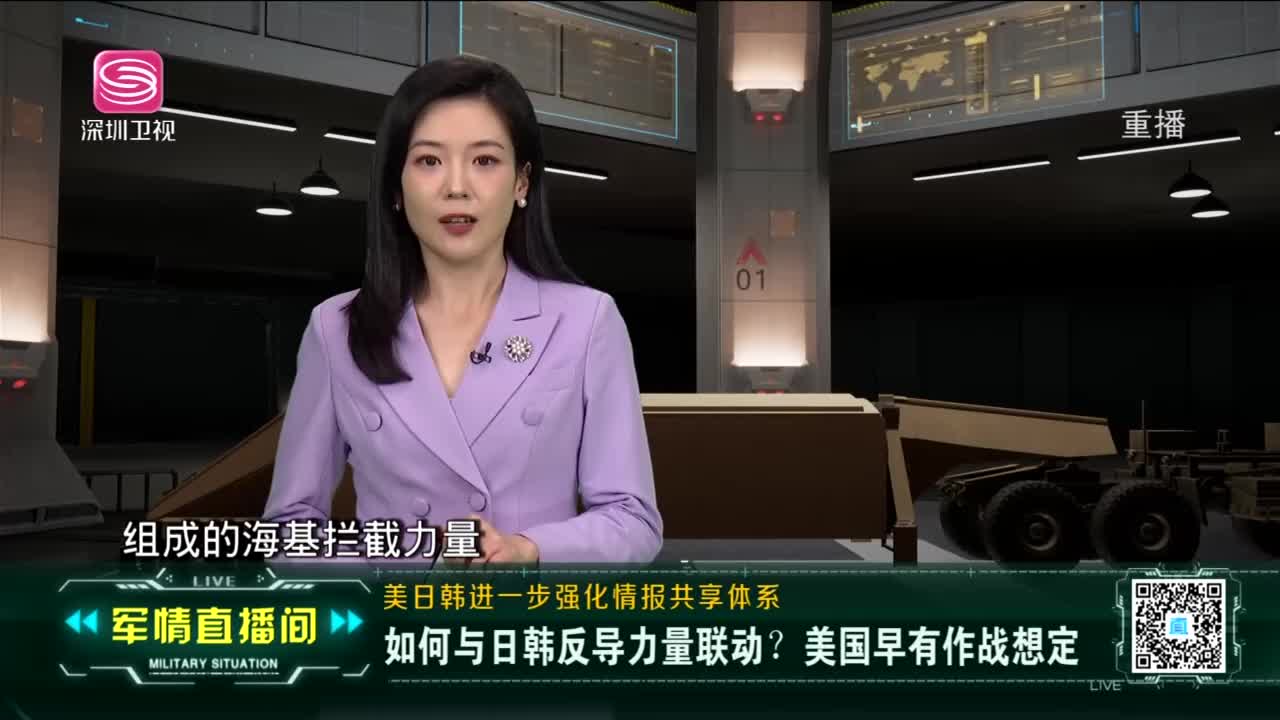 深圳卫视
重播
01
组成的海基拦截力量
LIVE
军情直播间
MILITARY SITUATION
美日韩进一步强化情报共享体系
如何与日韩反导力量联动？美国早有作战想定
直
LIVE